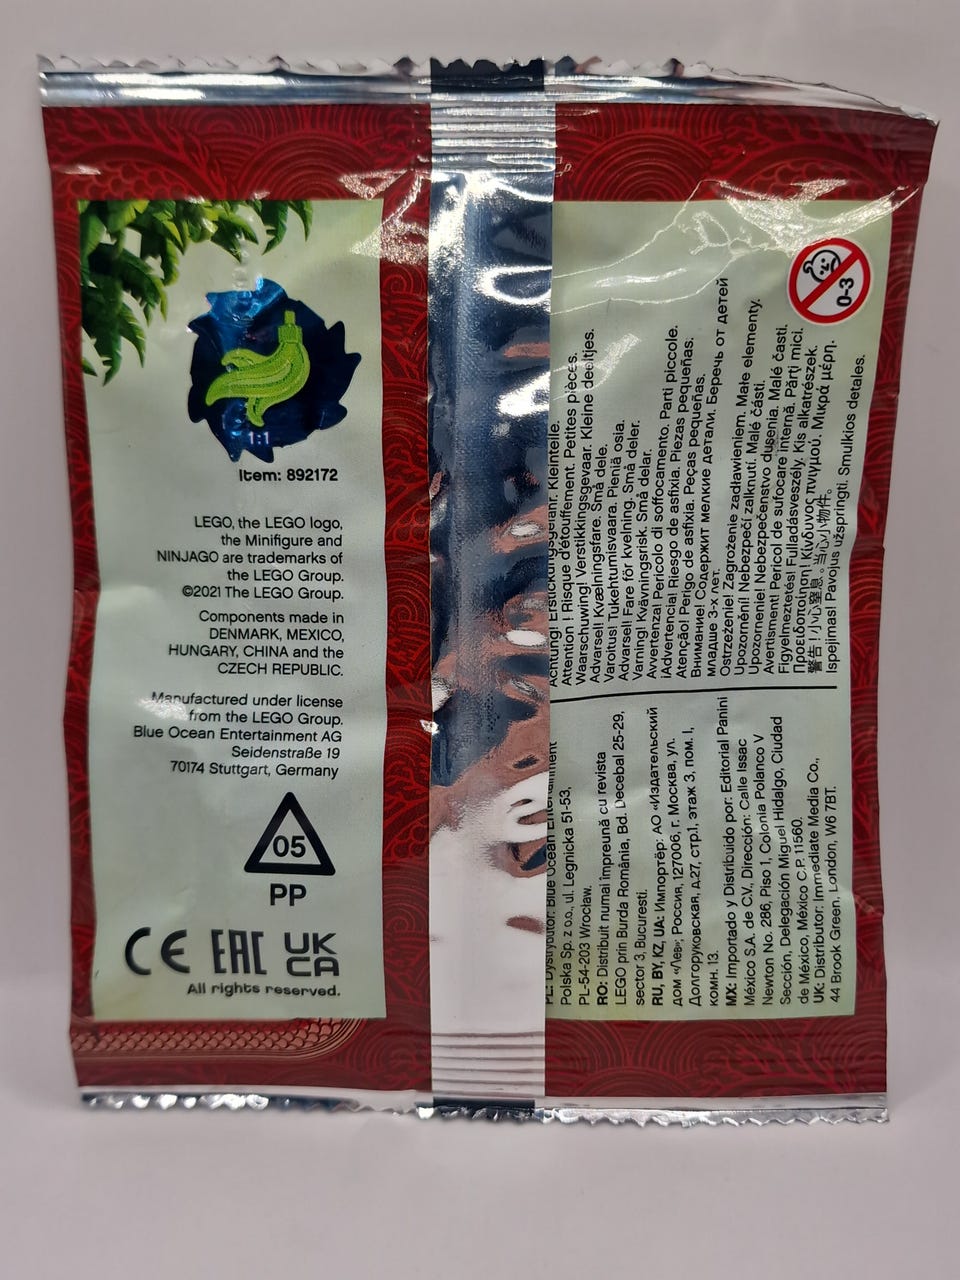 1:1
Item: 892172
LEGO, the LEGO logo,
the Minifigure and
NINJAGO are trademarks of
the LEGO Group.
©2021 The LEGO Group.
Components made in
DENMARK, MEXICO,
HUNGARY, CHINA and the
CZECH REPUBLIC.
Manufactured under license
from the LEGO Group.
Blue Ocean Entertainment AG
Seidenstraße 19
70174 Stuttgart, Germany
05
PP
CE EAC UK
CA
All rights reserved.
0-3
Achtung! Erstickungsgefahr. Kleinteile.
Attention ! Risque d'étouffement. Petites pièces.
Waarschuwing! Verstikkingsgevaar. Kleine deeltjes.
Advarsel! Kvælningsfare. Små dele.
Varoitus! Tukehtumisvaara. Pieniä osia.
Advarsel! Fare for kvelning. Små deler.
Varning! Kvävningsrisk. Små delar.
Avvertenza! Pericolo di soffocamento. Parti piccole.
¡Advertencia! Riesgo de asfixia. Piezas pequeñas.
Atenção! Perigo de asfixia. Peças pequenas.
Внимание! Содержит мелкие детали. Беречь от детей
младше 3-х лет.
Ostrzeżenie! Zagrożenie zadławieniem. Małe elementy.
Upozornění! Nebezpečí zalknutí. Malé části.
Upozornenie! Nebezpečenstvo dusenia. Malé časti.
Avertisment! Pericol de sufocare internă. Părți mici.
Figyelmeztetés! Fulladásveszély. Kis alkatrészek.
Προειδοποίηση! Κίνδυνος πνιγμού. Μικρά μέρη.
警告!小心窒息。当心小物件。
Ispėjimas! Pavojus užspringti. Smulkios detales.
PL: Dystrybutor: Blue Ocean Entertainment
Polska Sp. z o.o., ul. Legnicka 51-53,
PL-54-203 Wrocław.
RO: Distribuit numai împreună cu revista
LEGO prin Burda România, Bd. Decebal 25-29,
sector 3, Bucuresti.
RU, BY, KZ, UA: Импортёр: АО «Издательский
дом «Лев»; Россия, 127006, г. Москва, ул.
Долгоруковская, д.27, стр.1, этаж 3, пом. I,
комн. 13.
MX: Importado y Distribuido por: Editorial Panini
México S.A. de C.V., Dirección: Calle Issac
Newton No. 286, Piso 1, Colonia Polanco V
Sección, Delegación Miguel Hidalgo, Ciudad
de México, México C.P. 11560.
UK: Distributor: Immediate Media Co.,
44 Brook Green, London, W6 7BT.